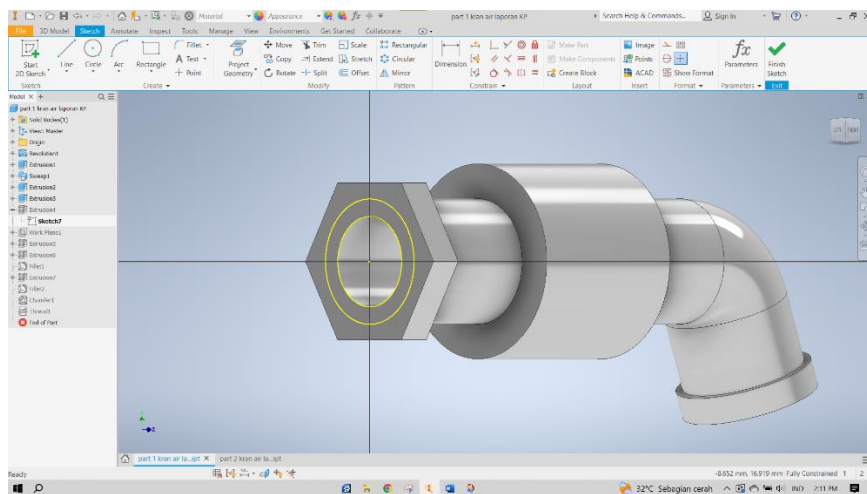 Material
Appearance
part 1 kran air laporan KP
Search Help & Commands...
Sign In
File 3D Model Sketch Annotate Inspect Tools Manage View Environments Get Started Collaborate
Start 2D Sketch
Line Circle Arc Rectangle
Fillet
Text
Point
Project Geometry
Move Trim Scale
Copy Extend Stretch
Rotate Split Offset
Rectangular
Circular
Mirror
Dimension
Make Part
Make Components
Create Block
Image
Points
ACAD
Show Format
Parameters
Finish Sketch
Sketch Create Modify Pattern Constrain Layout Insert Format Parameters Exit
Model
part 1 kran air laporan KP
Solid Bodies(1)
View: Master
Origin
Revolution1
Extrusion1
Sweep1
Extrusion2
Extrusion3
Extrusion4
Sketch7
Work Plane2
Extrusion5
Extrusion6
Fillet1
Extrusion7
Fillet2
Chamfer1
Thread1
End of Part
part 1 kran air la...ipt
part 2 kran air la...ipt
Ready
-8.652 mm, 16.919 mm Fully Constrained 1 2
32°C Sebagian cerah IND 2:11 PM